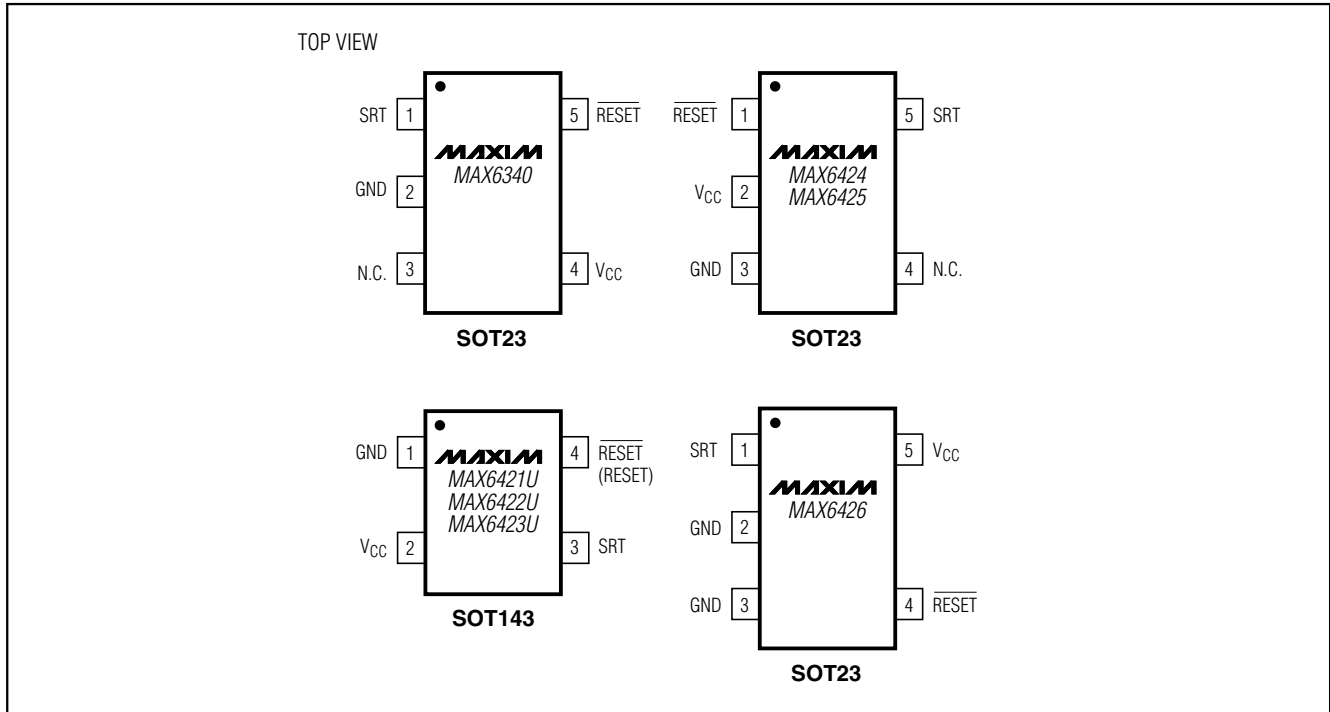 TOP VIEW
SRT 1
5 RESET
MAXIM
MAX6340
GND 2
N.C. 3
4 VCC
SOT23
RESET 1
5 SRT
MAXIM
MAX6424
MAX6425
VCC 2
GND 3
4 N.C.
SOT23
GND 1
4 RESET
(RESET)
MAXIM
MAX6421U
MAX6422U
MAX6423U
VCC 2
3 SRT
SOT143
SRT 1
5 VCC
MAXIM
MAX6426
GND 2
GND 3
4 RESET
SOT23